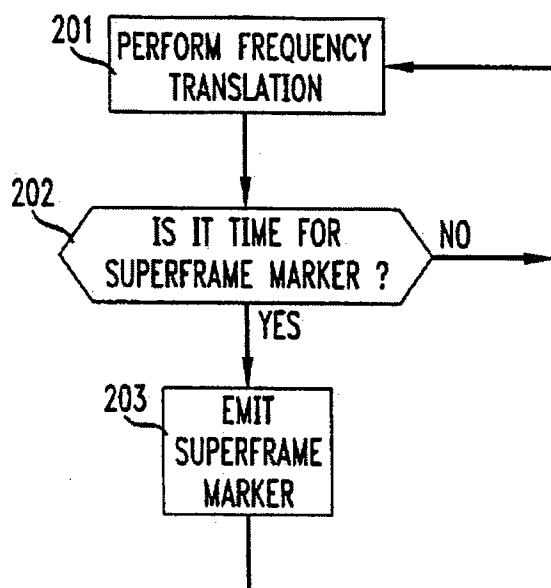 201
PERFORM FREQUENCY
TRANSLATION
202
IS IT TIME FOR
SUPERFRAME MARKER ?
NO
YES
203
EMIT
SUPERFRAME
MARKER